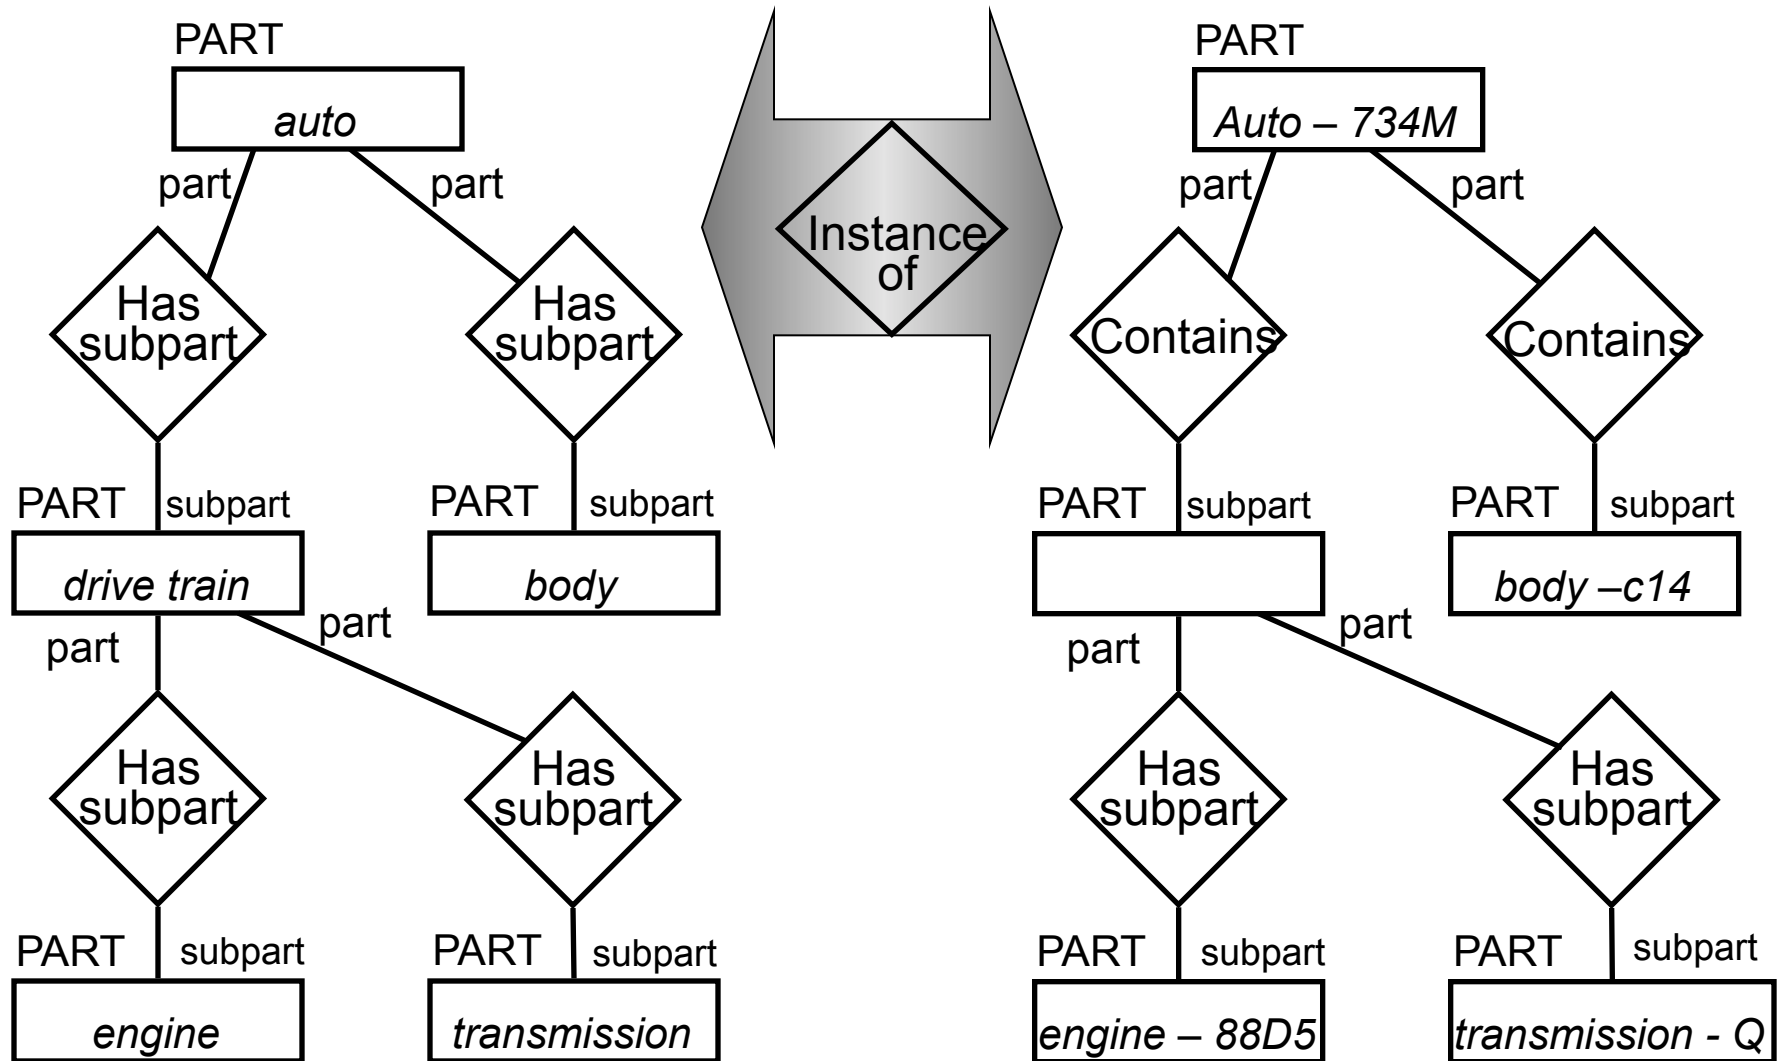 PART
auto
part
part
Has
subpart
Has
subpart
PART
subpart
drive train
PART
subpart
body
part
part
Has
subpart
Has
subpart
PART
subpart
engine
PART
subpart
transmission
Instance
of
PART
Auto – 734M
part
part
Contains
Contains
PART
subpart
PART
subpart
body –c14
part
part
Has
subpart
Has
subpart
PART
subpart
engine – 88D5
PART
subpart
transmission - Q